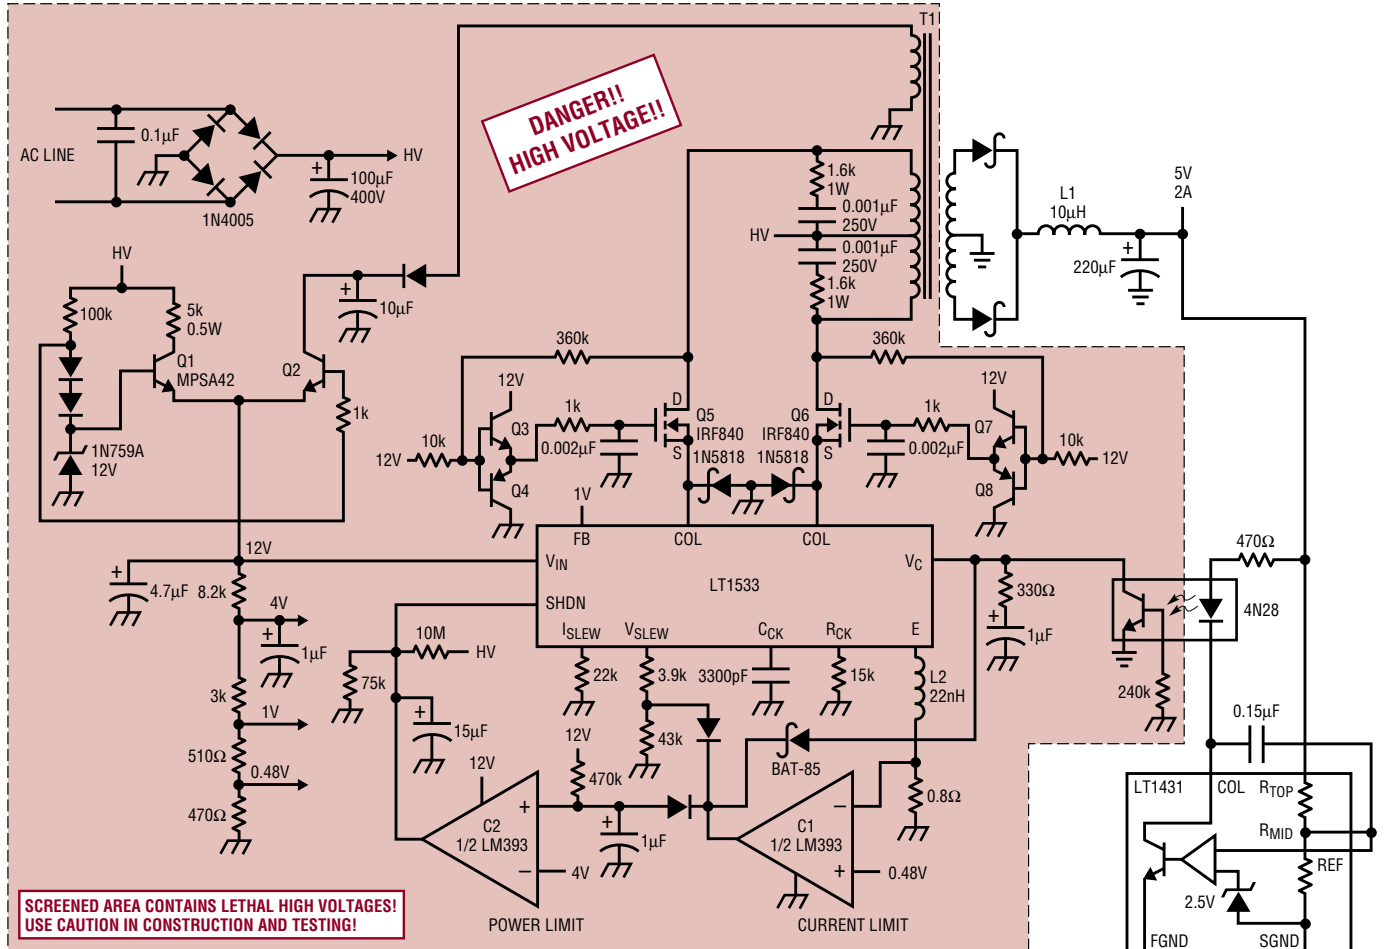 T1
DANGER!!
HIGH VOLTAGE!!
0.1µF
AC LINE
HV
100µF
400V
1N4005
1.6k
1W
0.001µF
250V
HV
0.001µF
250V
1.6k
1W
5V
2A
L1
10µH
220µF
HV
100k
5k
0.5W
10µF
Q1
MPSA42
Q2
1k
1N759A
12V
360k
360k
12V
12V
Q3
1k
D
Q5
IRF840
S
10k
12V
0.002µF
1N5818
Q4
D
Q6
IRF840
S
1k
Q7
10k
12V
0.002µF
1N5818
Q8
1V
FB
COL
COL
12V
VIN
LT1533
VC
470Ω
4.7µF
8.2k
SHDN
330Ω
4N28
4V
1µF
10M
HV
ISLEW
VSLEW
CCK
RCK
E
1µF
75k
22k
3.9k
3300pF
15k
L2
22nH
240k
3k
1V
15µF
12V
43k
BAT-85
0.15µF
510Ω
0.48V
12V
470k
0.8Ω
LT1431
COL
RTOP
470Ω
+
C2
1/2 LM393
–
1µF
4V
–
C1
1/2 LM393
+
0.48V
RMID
REF
2.5V
SCREENED AREA CONTAINS LETHAL HIGH VOLTAGES!
USE CAUTION IN CONSTRUCTION AND TESTING!
POWER LIMIT
CURRENT LIMIT
FGND
SGND